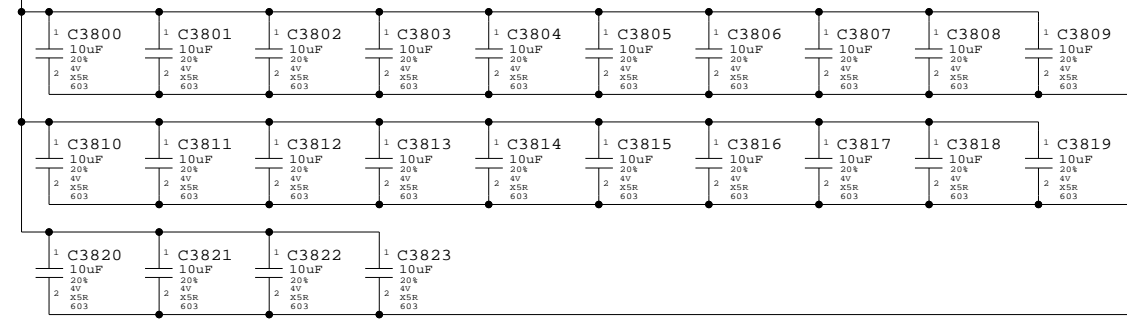 1 C3800 1 C3801 1 C3802 1 C3803 1 C3804 1 C3805 1 C3806 1 C3807 1 C3808 1 C3809
10uF 10uF 10uF 10uF 10uF 10uF 10uF 10uF 10uF 10uF
20% 20% 20% 20% 20% 20% 20% 20% 20% 20%
2 4V 2 4V 2 4V 2 4V 2 4V 2 4V 2 4V 2 4V 2 4V 2 4V
X5R X5R X5R X5R X5R X5R X5R X5R X5R X5R
603 603 603 603 603 603 603 603 603 603
1 C3810 1 C3811 1 C3812 1 C3813 1 C3814 1 C3815 1 C3816 1 C3817 1 C3818 1 C3819
10uF 10uF 10uF 10uF 10uF 10uF 10uF 10uF 10uF 10uF
20% 20% 20% 20% 20% 20% 20% 20% 20% 20%
2 4V 2 4V 2 4V 2 4V 2 4V 2 4V 2 4V 2 4V 2 4V 2 4V
X5R X5R X5R X5R X5R X5R X5R X5R X5R X5R
603 603 603 603 603 603 603 603 603 603
1 C3820 1 C3821 1 C3822 1 C3823
10uF 10uF 10uF 10uF
20% 20% 20% 20%
2 4V 2 4V 2 4V 2 4V
X5R X5R X5R X5R
603 603 603 603